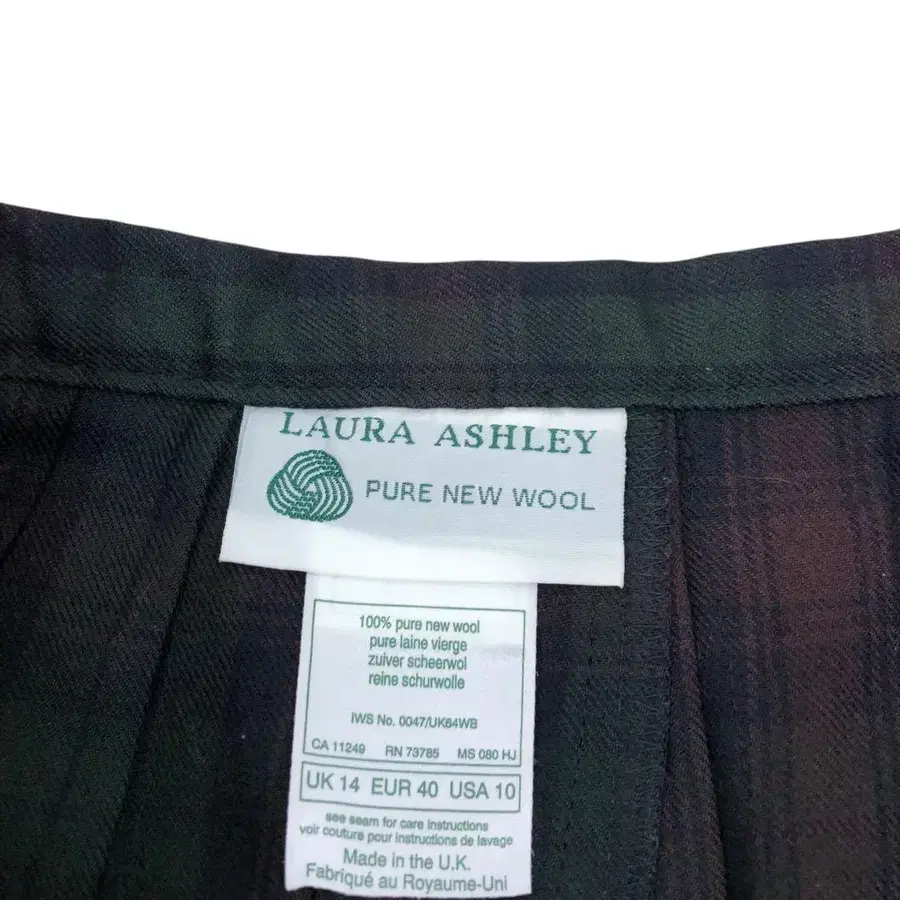 LAURA ASHLEY
PURE NEW WOOL
100% pure new wool
pure laine vierge
zuiver scheerwol
reine schurwolle
IWS No. 0047/UK64WB
CA 11249 RN 73785 MS 080 HJ
UK 14 EUR 40 USA 10
see seam for care instructions
voir couture pour instructions de lavage
Made in the U.K.
Fabriqué au Royaume-Uni